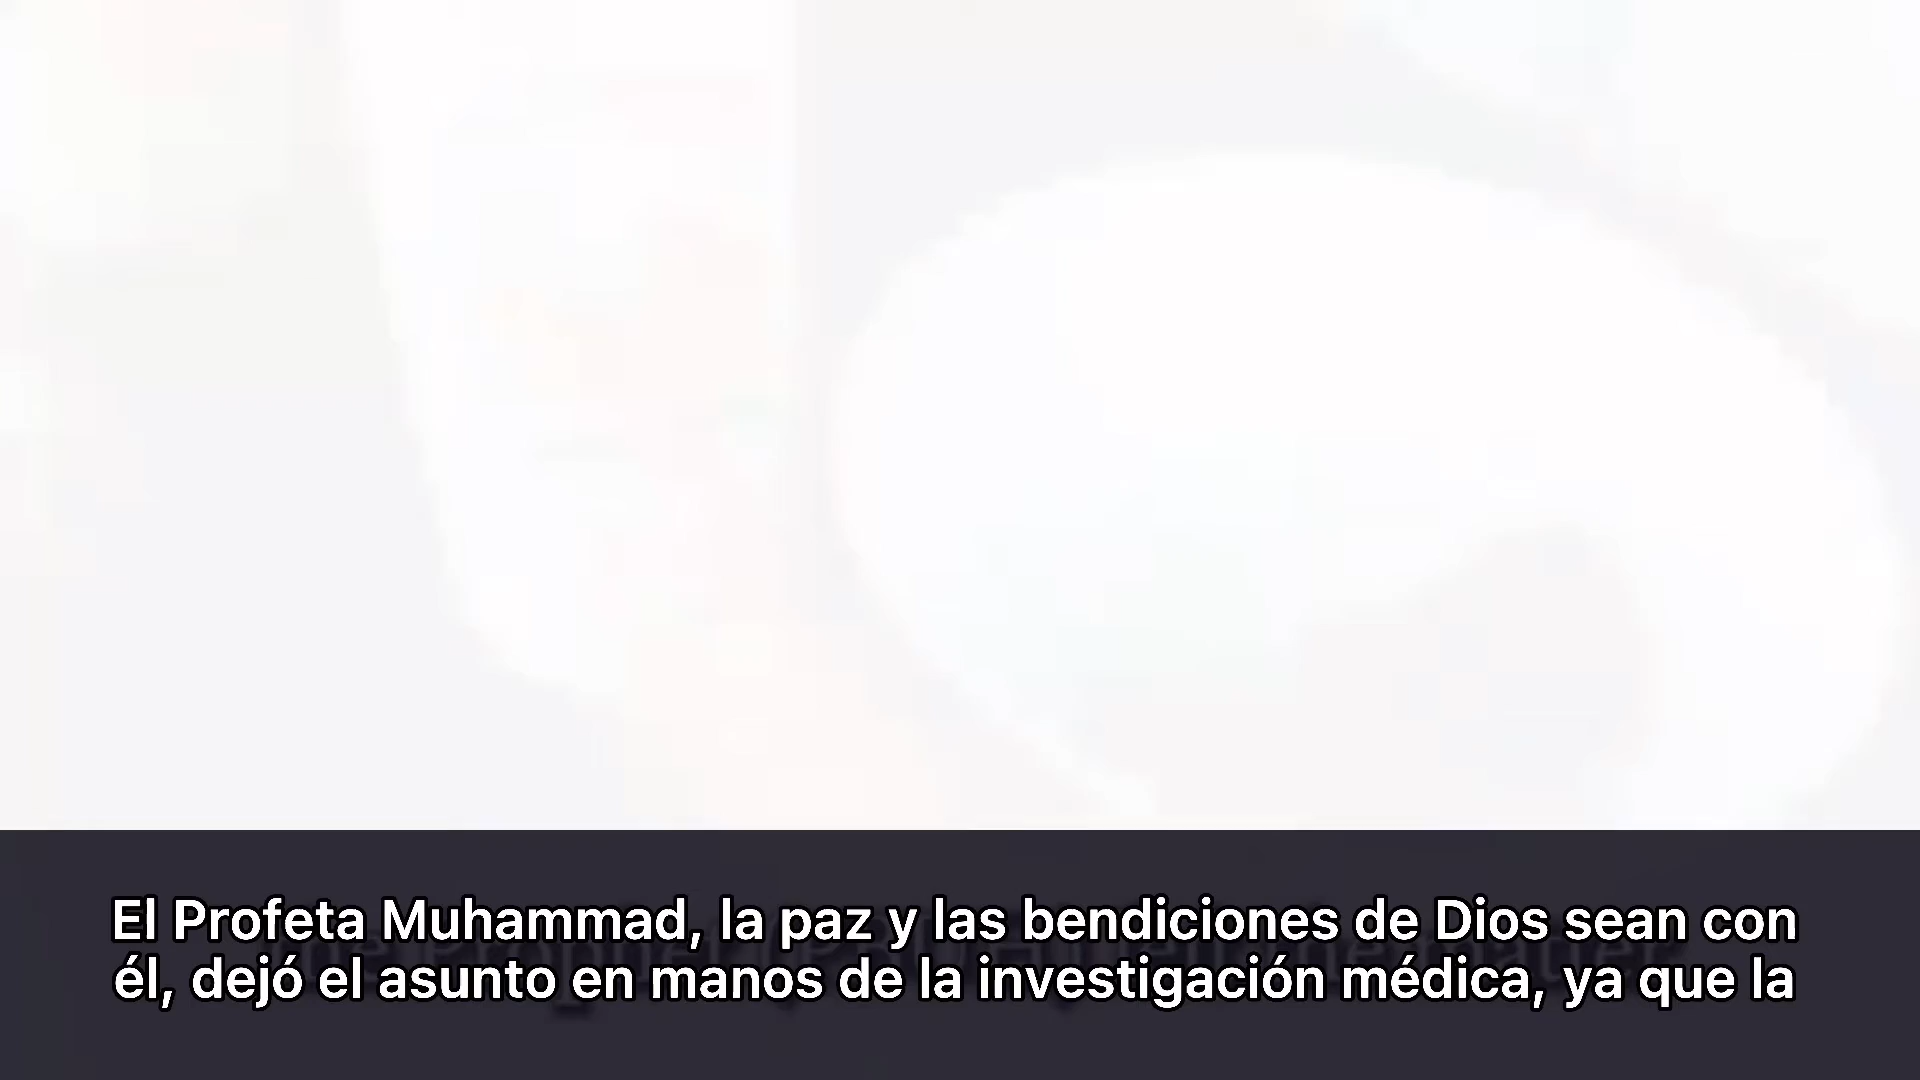 El Profeta Muhammad, la paz y las bendiciones de Dios sean con
él, dejó el asunto en manos de la investigación médica, ya que la